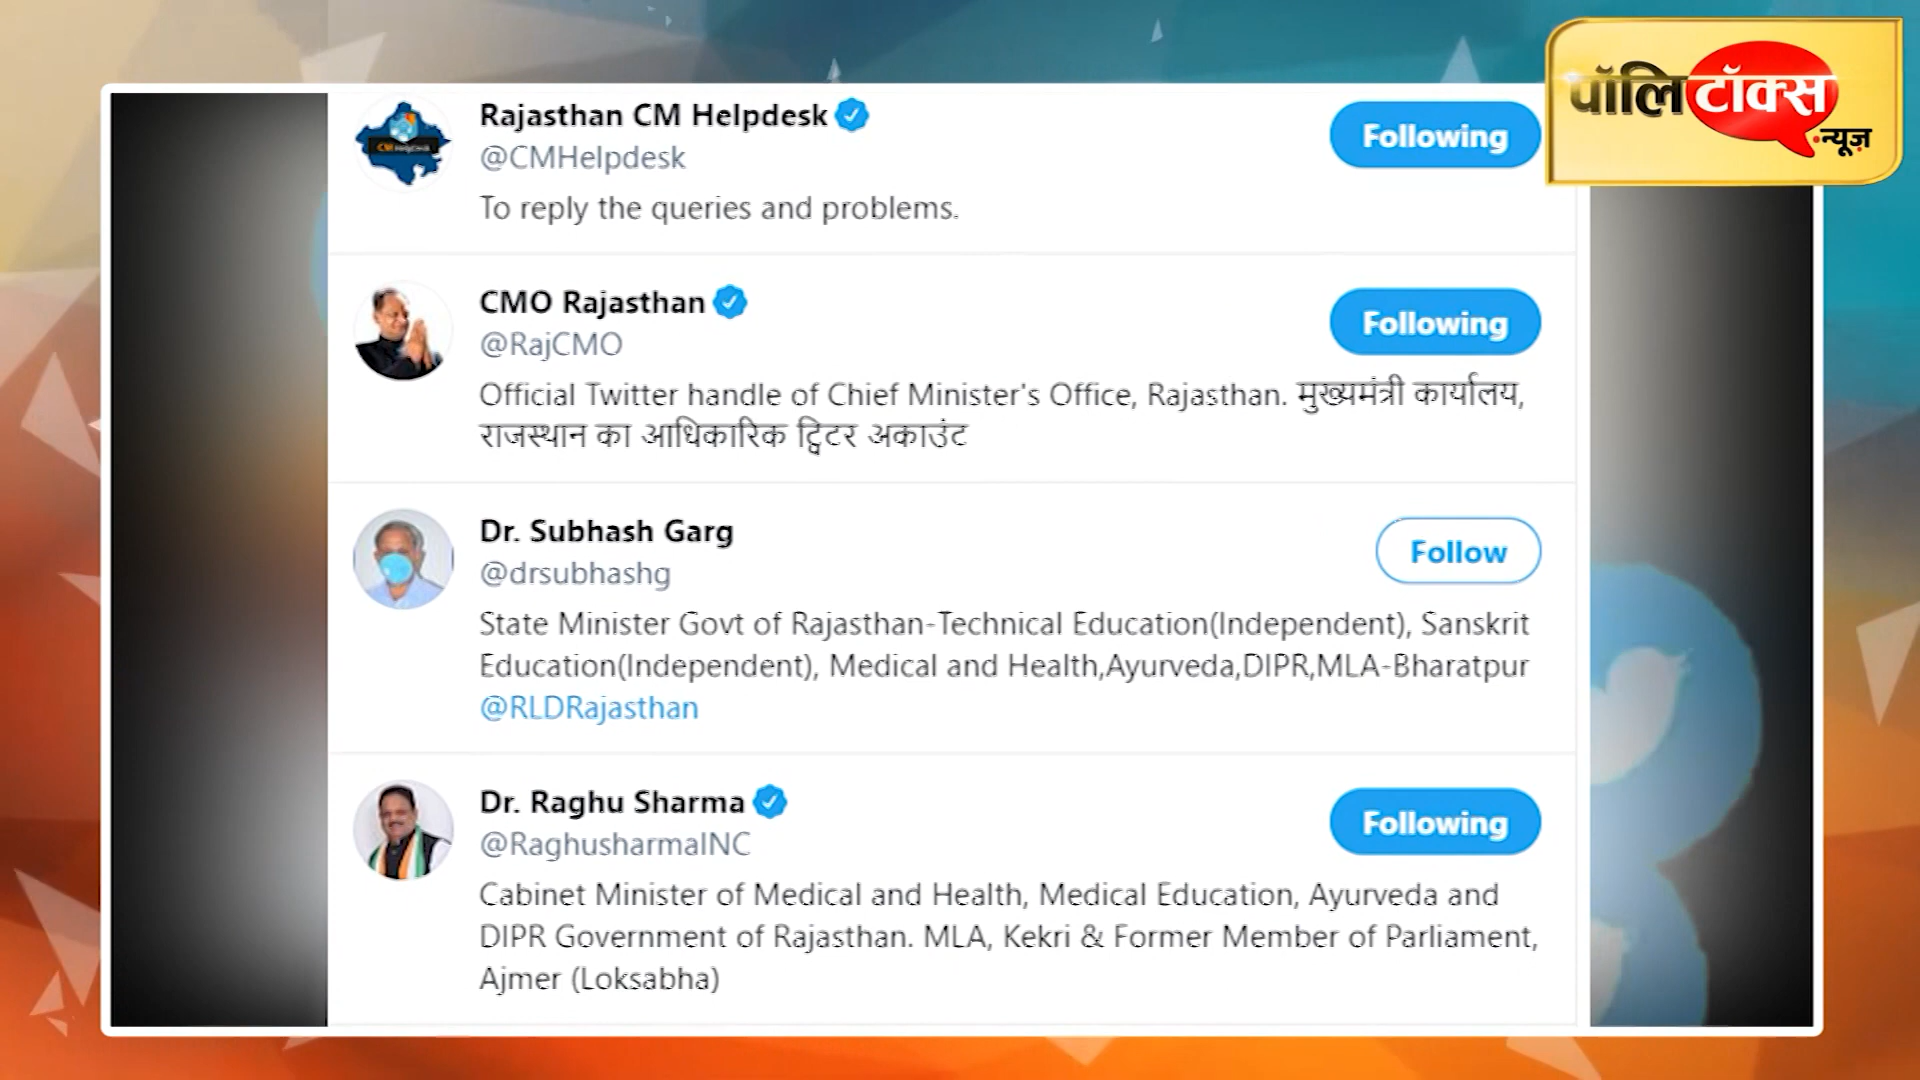 पॉलिटॉक्स
न्यूज़
Rajasthan CM Helpdesk
Following
@CMHelpdesk
To reply the queries and problems.
CMO Rajasthan
Following
@RajCMO
Official Twitter handle of Chief Minister's Office, Rajasthan. मुख्यमंत्री कार्यालय,
राजस्थान का आधिकारिक ट्विटर अकाउंट
Dr. Subhash Garg
Follow
@drsubhashg
State Minister Govt of Rajasthan-Technical Education(Independent), Sanskrit
Education(Independent), Medical and Health,Ayurveda,DIPR,MLA-Bharatpur
@RLDRajasthan
Dr. Raghu Sharma
Following
@RaghusharmaINC
Cabinet Minister of Medical and Health, Medical Education, Ayurveda and
DIPR Government of Rajasthan. MLA, Kekri & Former Member of Parliament,
Ajmer (Loksabha)